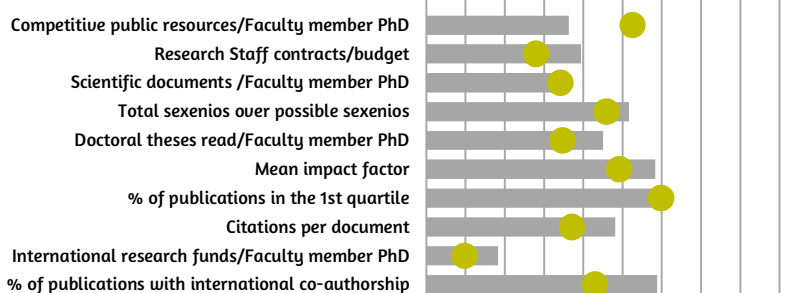 Competitive public resources/Faculty member PhD
Research Staff contracts/budget
Scientific documents /Faculty member PhD
Total sexenios over possible sexenios
Doctoral theses read/Faculty member PhD
Mean impact factor
% of publications in the 1st quartile
Citations per document
International research funds/Faculty member PhD
% of publications with international co-authorship